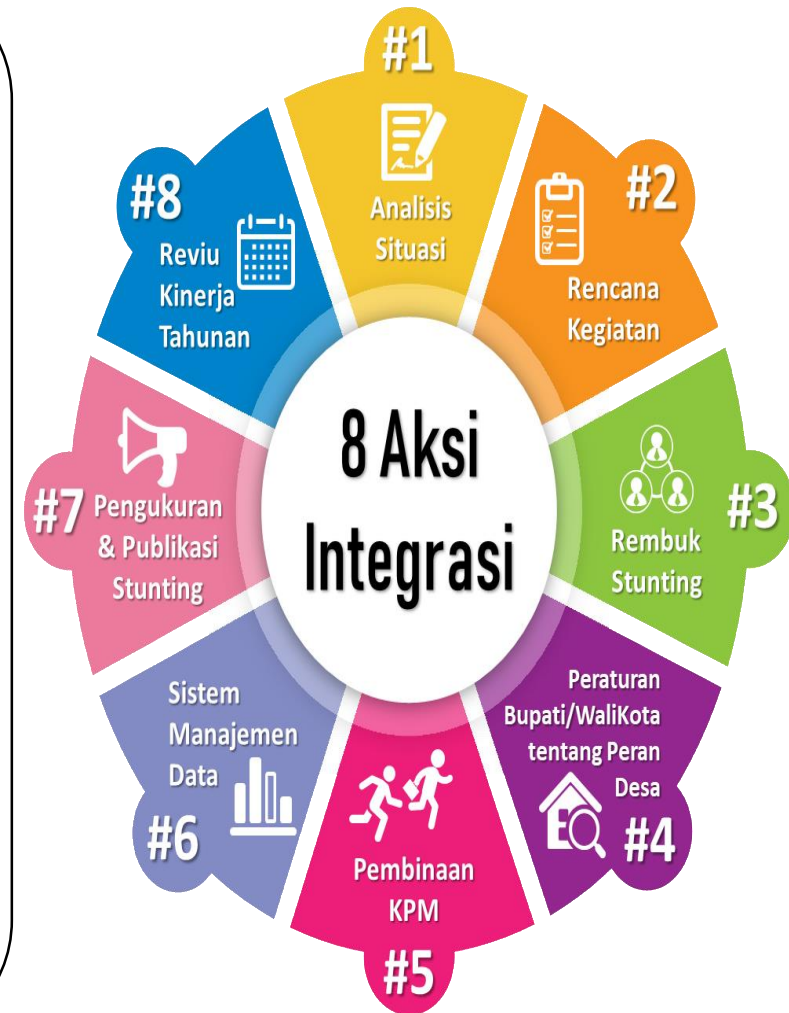 8 Aksi
Integrasi
#1
Analisis
Situasi
#2
Rencana
Kegiatan
#3
Rembuk
Stunting
Peraturan
Bupati/WaliKota
tentang Peran
Desa
#4
Pembinaan
KPM
#5
Sistem
Manajemen
Data
#6
#7
Pengukuran
& Publikasi
Stunting
#8
Reviu
Kinerja
Tahunan